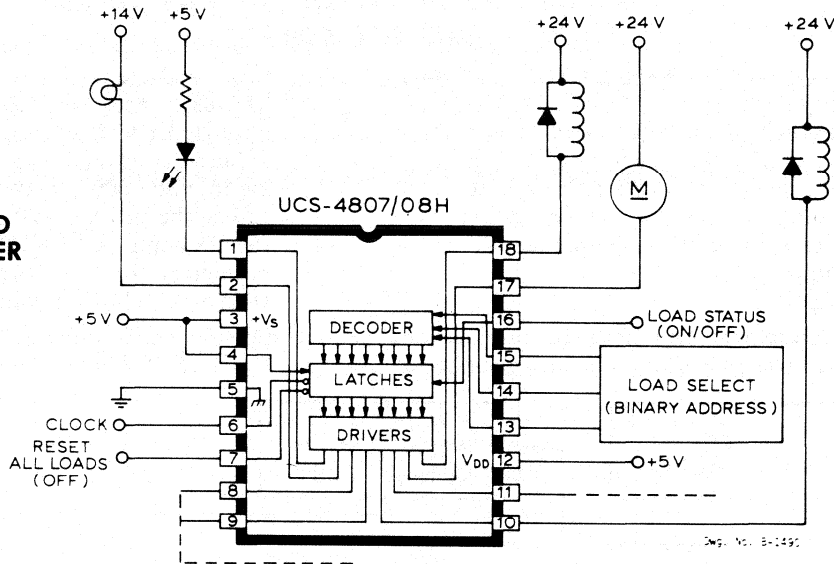 +14 V
+5 V
+24 V
+24 V
+24 V
M
UCS-4807/08H
D
ER
1
2
3
4
5
6
7
8
9
18
17
16
15
14
13
12
11
10
+5 V
+VS
DECODER
LATCHES
DRIVERS
LOAD STATUS
(ON/OFF)
LOAD SELECT
(BINARY ADDRESS)
CLOCK
RESET
ALL LOADS
(OFF)
VDD
+5 V